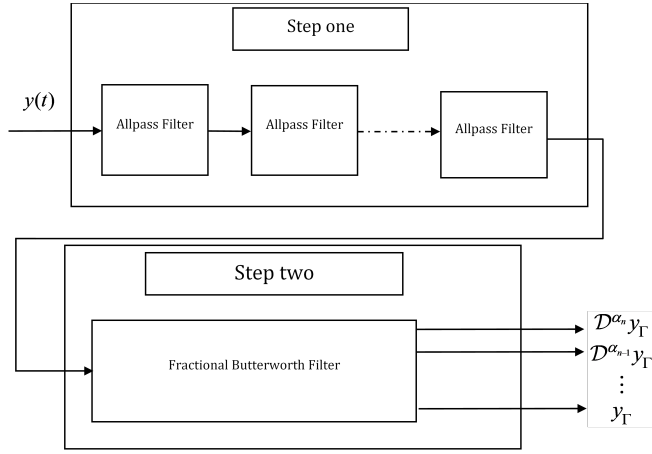 Step one
y(t)
Allpass Filter
Allpass Filter
Allpass Filter
Step two
Fractional Butterworth Filter
𝒟^{α_n} y_Γ
𝒟^{α_{n-1}} y_Γ
⋮
y_Γ